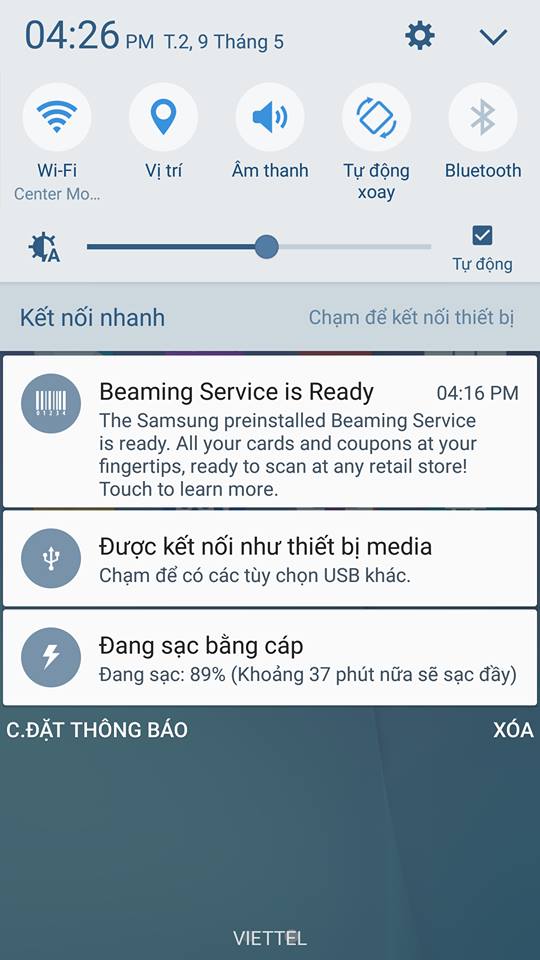 04:26 PM T.2, 9 Tháng 5
Wi-Fi
Center Mo...
Vị trí
Âm thanh
Tự động
xoay
Bluetooth
A
Tự động
Kết nối nhanh
Chạm để kết nối thiết bị
Beaming Service is Ready 04:16 PM
The Samsung preinstalled Beaming Service
is ready. All your cards and coupons at your
fingertips, ready to scan at any retail store!
Touch to learn more.
01234
Được kết nối như thiết bị media
Chạm để có các tùy chọn USB khác.
Đang sạc bằng cáp
Đang sạc: 89% (Khoảng 37 phút nữa sẽ sạc đầy)
C.ĐẶT THÔNG BÁO XÓA
VIETTEL